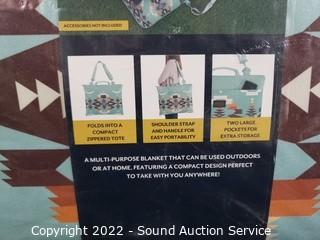 ACCESSORIES NOT INCLUDED
FOLDS INTO A
COMPACT
ZIPPERED TOTE
SHOULDER STRAP
AND HANDLE FOR
EASY PORTABILITY
TWO LARGE
POCKETS FOR
EXTRA STORAGE
A MULTI-PURPOSE BLANKET THAT CAN BE USED OUTDOORS
OR AT HOME, FEATURING A COMPACT DESIGN PERFECT
TO TAKE WITH YOU ANYWHERE!
Copyright 2022 - Sound Auction Service